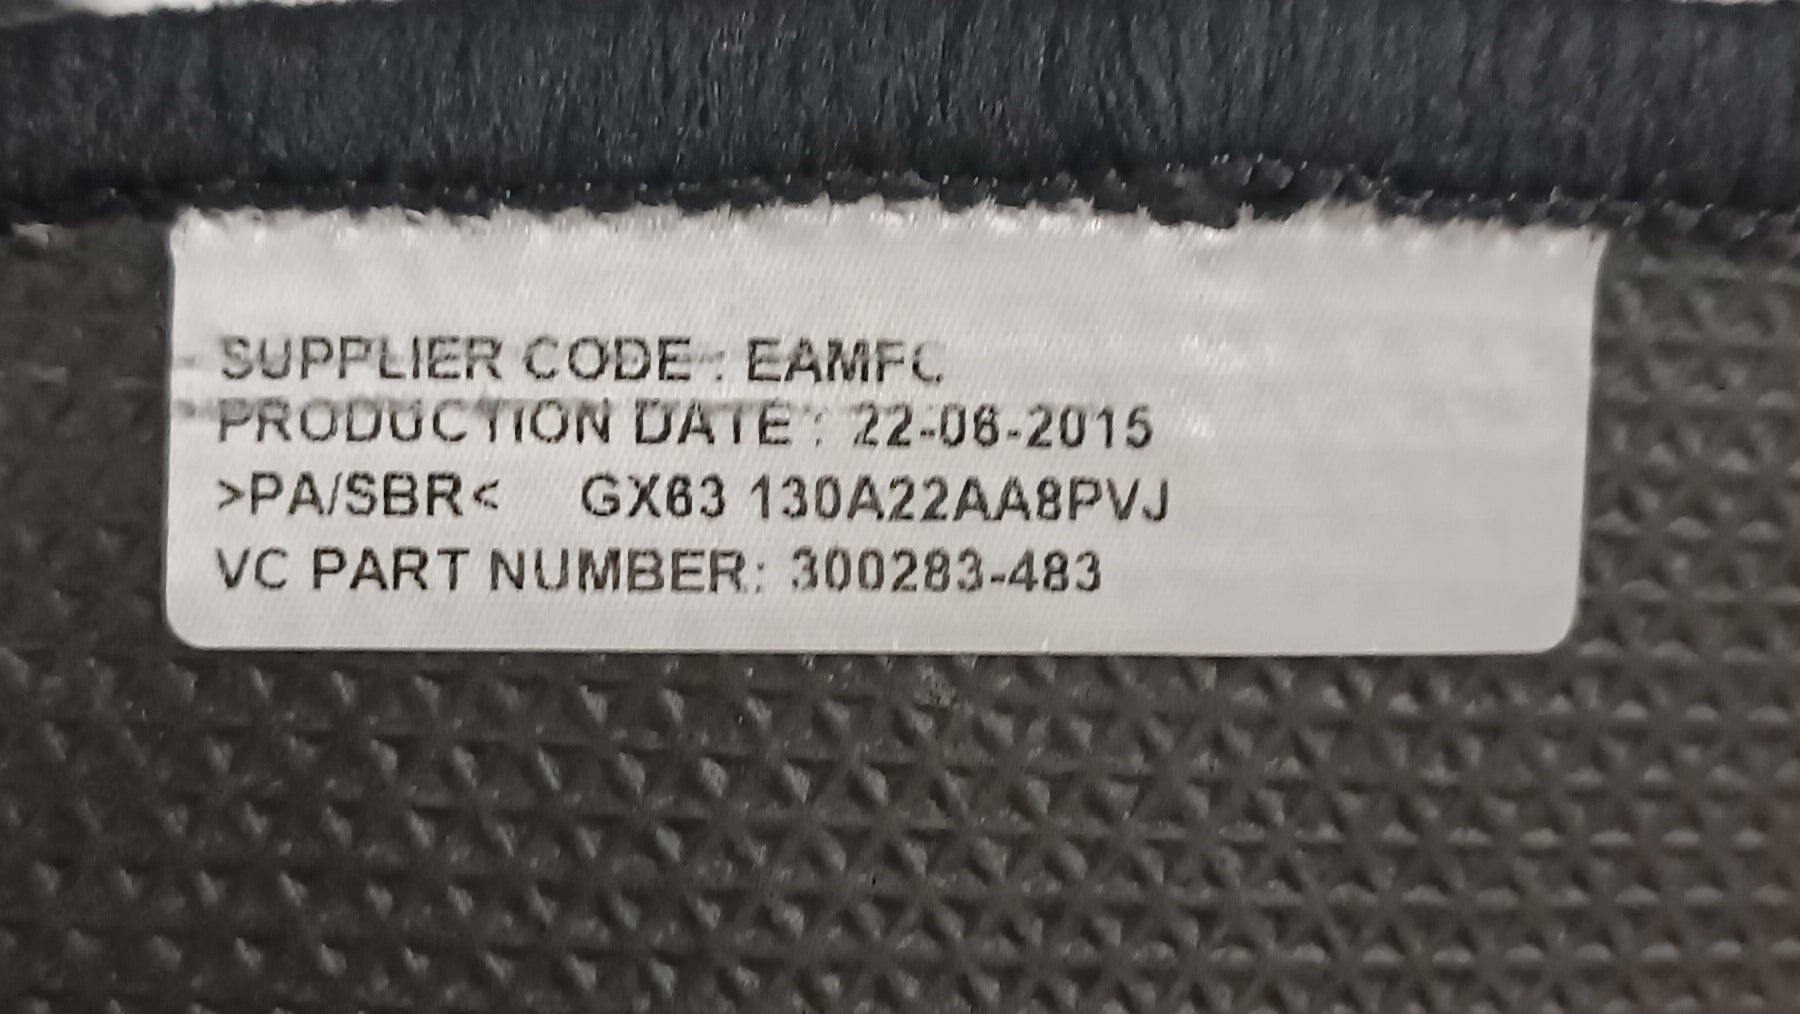 SUPPLIER CODE : EAMFC
PRODUCTION DATE : 22-06-2015
>PA/SBR< GX63 130A22AA8PVJ
VC PART NUMBER: 300283-483